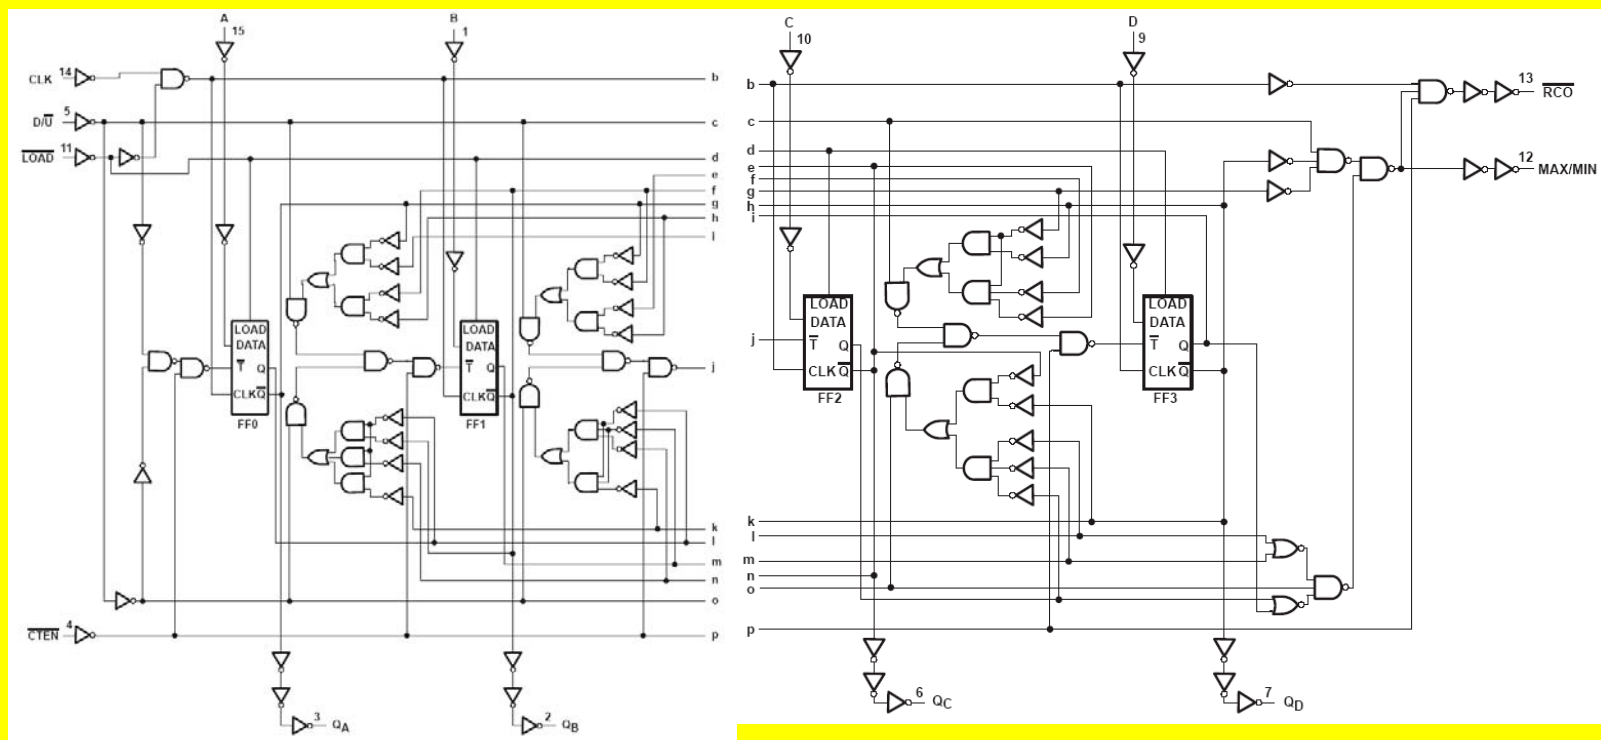 A
15
B
1
C
10
D
9
CLK
14
b
b
13
RCO
D/U
5
c
c
LOAD
11
d
d
e
e
12
MAX/MIN
f
f
g
g
h
h
i
i
LOAD
DATA
T
Q
CLK Q
FF0
LOAD
DATA
T
Q
CLK Q
FF1
j
j
LOAD
DATA
T
Q
CLK Q
FF2
LOAD
DATA
T
Q
CLK Q
FF3
k
k
l
l
m
m
n
n
o
o
CTEN
4
p
p
3
QA
2
QB
6
QC
7
QD